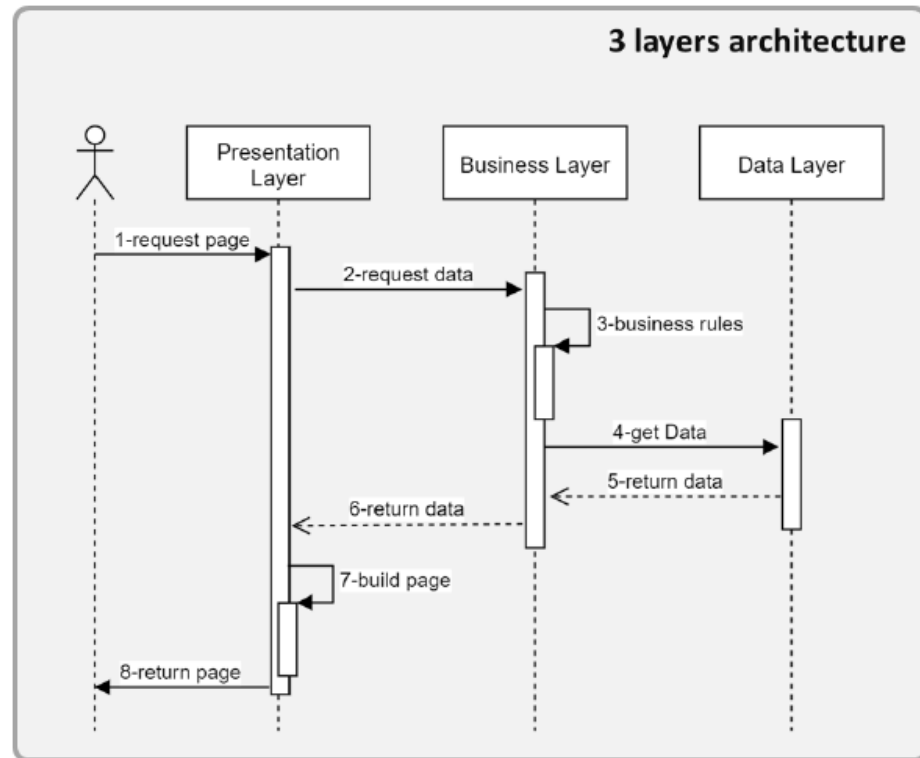 3 layers architecture
Presentation
Layer
Business Layer
Data Layer
1-request page
2-request data
3-business rules
4-get Data
5-return data
6-return data
7-build page
8-return page